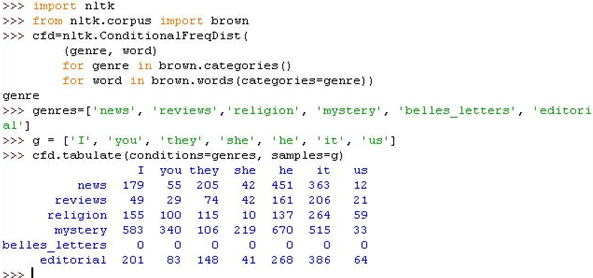 >>> import nltk
>>> from nltk.corpus import brown
>>> cfd=nltk.ConditionalFreqDist(
(genre, word)
for genre in brown.categories()
for word in brown.words(categories=genre))
genre
>>> genres=['news', 'reviews','religion', 'mystery', 'belles_letters', 'editori
al']
>>> g = ['I', 'you', 'they', 'she', 'he', 'it', 'us']
>>> cfd.tabulate(conditions=genres, samples=g)
I you they she he it us
news 179 55 205 42 451 363 12
reviews 49 29 74 42 161 206 21
religion 155 100 115 10 137 264 59
mystery 583 340 106 219 670 515 33
belles_letters 0 0 0 0 0 0 0
editorial 201 83 148 41 268 386 64
>>>